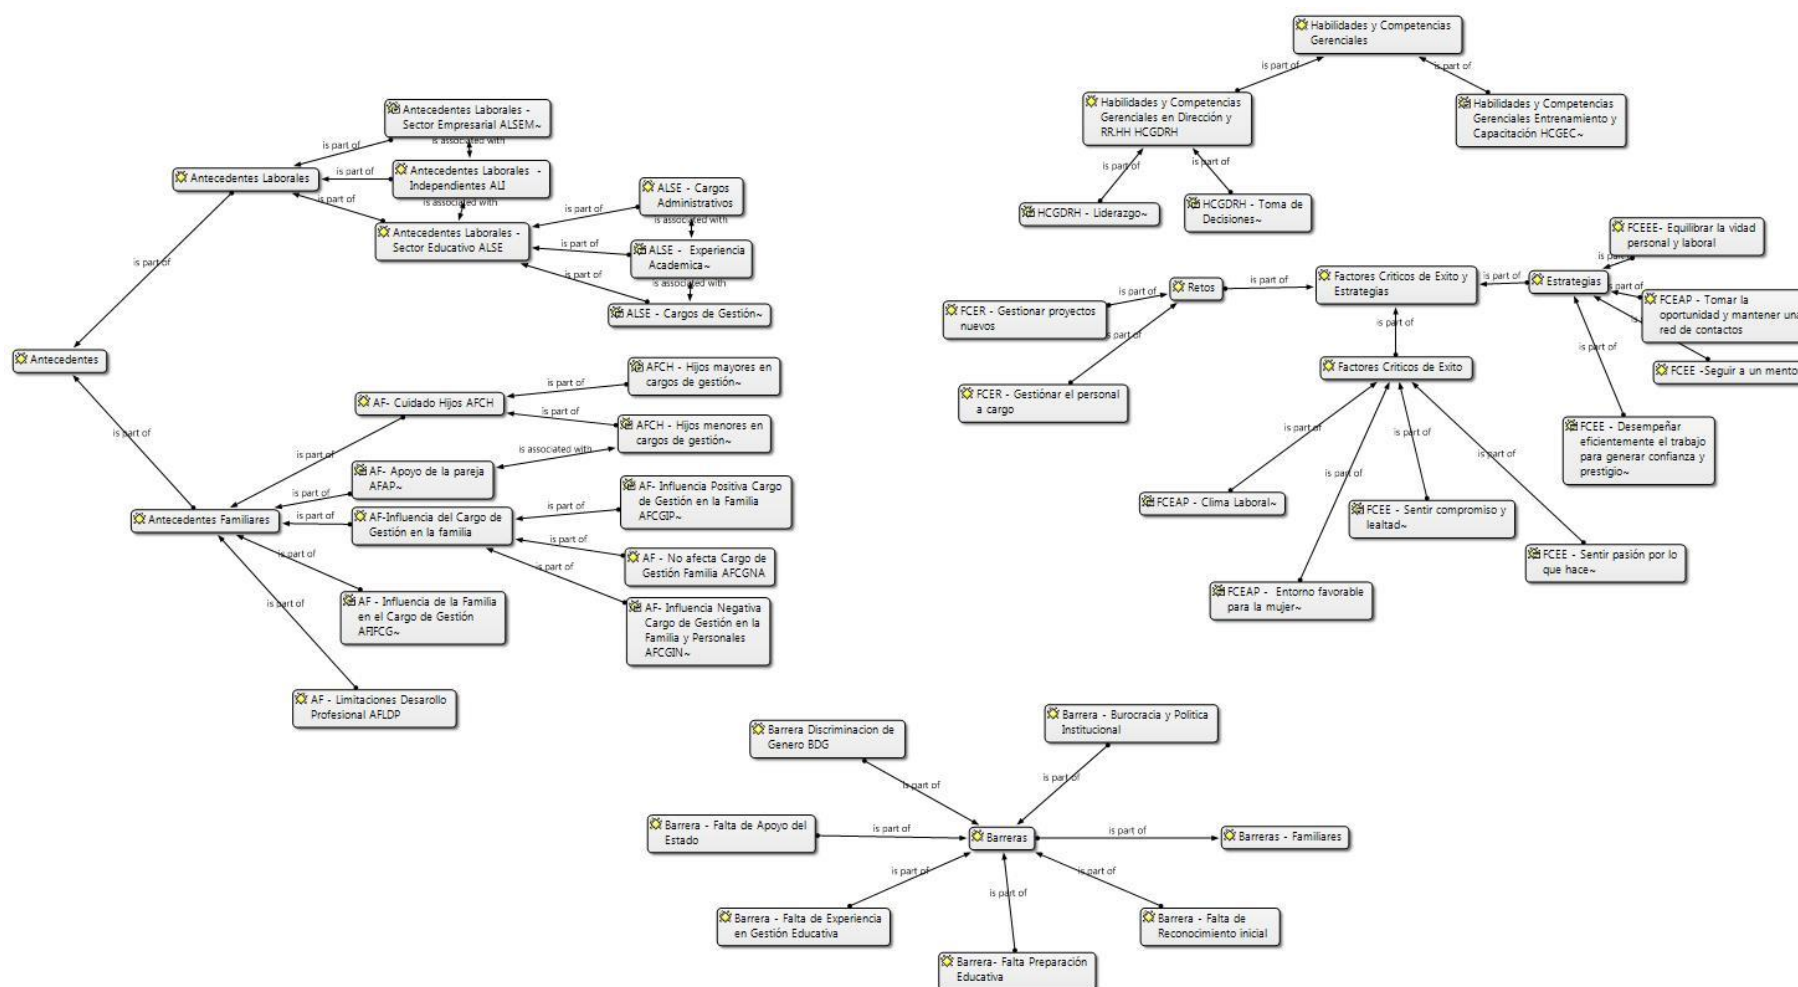 Habilidades y Competencias
Gerenciales
is part of
is part of
Habilidades y Competencias
Gerenciales en Dirección y
RR.HH HCGDRH
Habilidades y Competencias
Gerenciales Entrenamiento y
Capacitación HCGEC~
is part of
is part of
HCGDRH - Liderazgo~
HCGDRH - Toma de
Decisiones~
Antecedentes Laborales -
Sector Empresarial ALSEM~
is part of
is associated with
Antecedentes Laborales
is part of
Antecedentes Laborales -
Independientes ALI
is part of
is associated with
Antecedentes Laborales -
Sector Educativo ALSE
is part of
ALSE - Cargos
Administrativos
is associated with
is part of
ALSE - Experiencia
Academica~
is part of
is associated with
ALSE - Cargos de Gestión~
is part of
Antecedentes
is part of
AFCH - Hijos mayores en
cargos de gestión~
is part of
AF- Cuidado Hijos AFCH
is part of
AFCH - Hijos menores en
cargos de gestión~
is part of
is associated with
AF- Apoyo de la pareja
AFAP~
is part of
Antecedentes Familiares
is part of
AF-Influencia del Cargo de
Gestión en la familia
is part of
AF- Influencia Positiva Cargo
de Gestión en la Familia
AFCGIP~
is part of
AF - No afecta Cargo de
Gestión Familia AFCGNA
is part of
AF- Influencia Negativa
Cargo de Gestión en la
Familia y Personales
AFCGIN~
is part of
AF - Influencia de la Familia
en el Cargo de Gestión
AFIFCG~
is part of
AF - Limitaciones Desarollo
Profesional AFLDP
FCEEE- Equilibrar la vidad
personal y laboral
Retos
is part of
Factores Criticos de Exito y
Estrategias
is part of
Estrategias
is part of
FCER - Gestionar proyectos
nuevos
is part of
FCER - Gestiónar el personal
a cargo
is part of
FCEAP - Tomar la
oportunidad y mantener una
red de contactos
FCEE -Seguir a un mento
is part of
is part of
Factores Criticos de Exito
FCEE - Desempeñar
eficientemente el trabajo
para generar confianza y
prestigio~
is part of
is part of
is part of
is part of
FCEAP - Clima Laboral~
FCEE - Sentir compromiso y
lealtad~
FCEE - Sentir pasión por lo
que hace~
FCEAP - Entorno favorable
para la mujer~
Barrera Discriminacion de
Genero BDG
Barrera - Burocracia y Politica
Institucional
is part of
is part of
Barrera - Falta de Apoyo del
Estado
is part of
Barreras
is part of
Barreras - Familiares
is part of
is part of
is part of
Barrera - Falta de Experiencia
en Gestión Educativa
Barrera - Falta de
Reconocimiento inicial
Barrera- Falta Preparación
Educativa